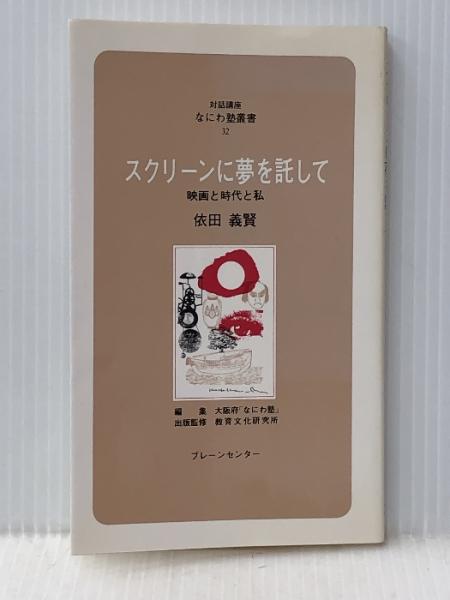 対話講座
なにわ塾叢書
32
スクリーンに夢を託して
映画と時代と私
依田 義賢
編 集 大阪府「なにわ塾」
出版監修 教育文化研究所
ブレーンセンター